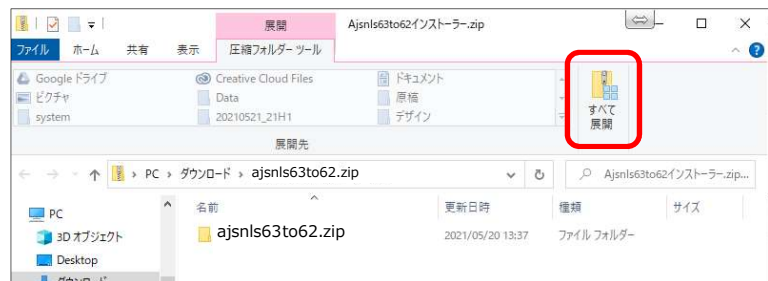 展開 Ajsnls63to62インストーラー.zip
ファイル ホーム 共有 表示 圧縮フォルダー ツール
Google ドライブ Creative Cloud Files ドキュメント
ピクチャ Data 原稿
system 20210521_21H1 デザイン
すべて
展開
展開先
PC › ダウンロード › ajsnls63to62.zip Ajsnls63to62インストーラー.zip...
名前 更新日時 種類 サイズ
PC
ajsnls63to62.zip 2021/05/20 13:37 ファイル フォルダー
3D オブジェクト
Desktop
ダウンロード